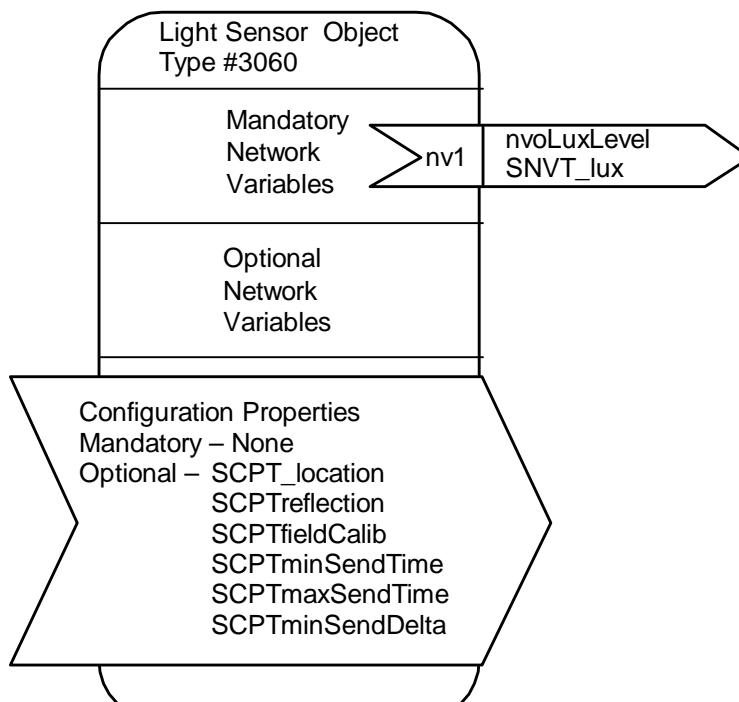 Light Sensor Object
Type #3060
Mandatory
Network
Variables
nv1
nvoLuxLevel
SNVT_lux
Optional
Network
Variables
Configuration Properties
Mandatory – None
Optional – SCPT_location
SCPTreflection
SCPTfieldCalib
SCPTminSendTime
SCPTmaxSendTime
SCPTminSendDelta